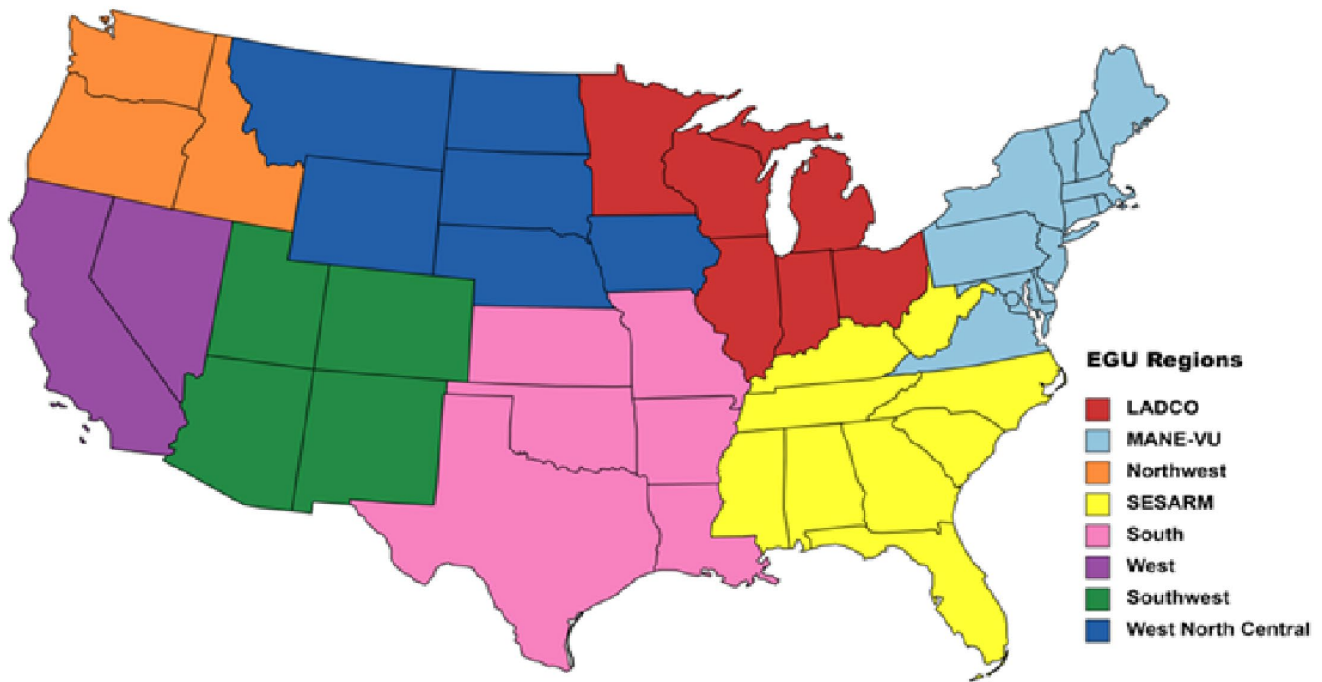 EGU Regions
LADCO
MANE-VU
Northwest
SESARM
South
West
Southwest
West North Central